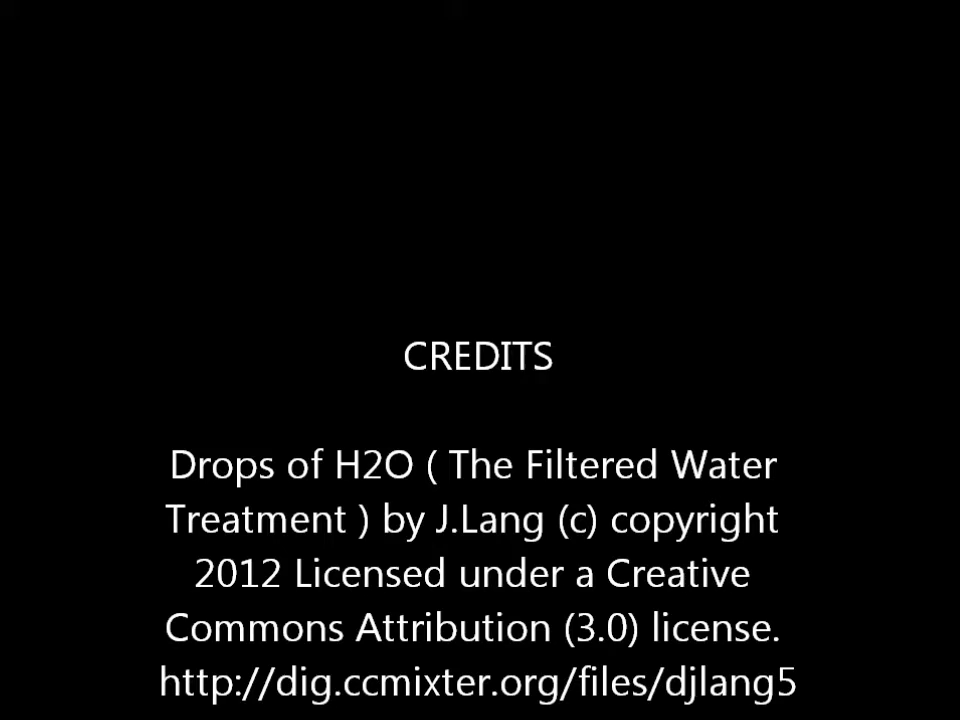 CREDITS
Drops of H2O ( The Filtered Water
Treatment ) by J.Lang (c) copyright
2012 Licensed under a Creative
Commons Attribution (3.0) license.
http://dig.ccmixter.org/files/djlang5